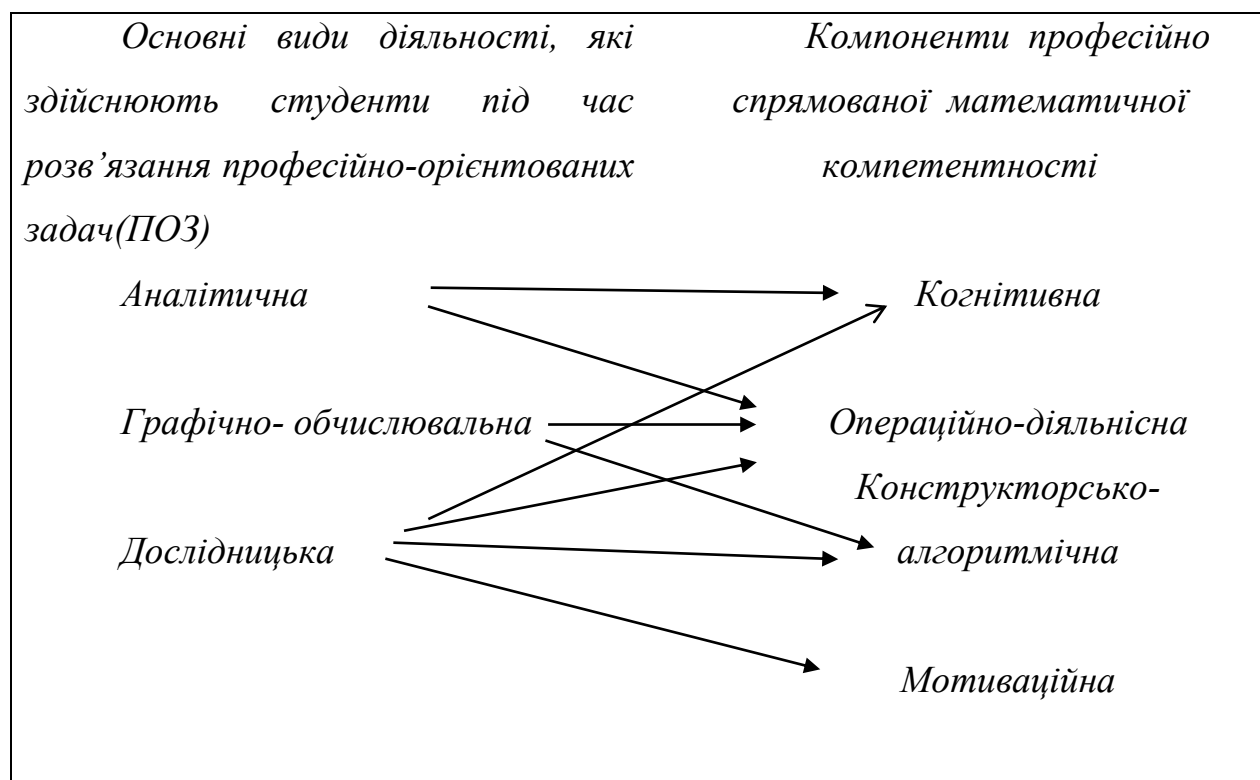 Основні види діяльності, які
здійснюють студенти під час
розв’язання професійно-орієнтованих
задач(ПОЗ)
Компоненти професійно
спрямованої математичної
компетентності
Аналітична
Когнітивна
Графічно- обчислювальна
Операційно-діяльнісна
Конструкторсько-
Дослідницька
алгоритмічна
Мотиваційна